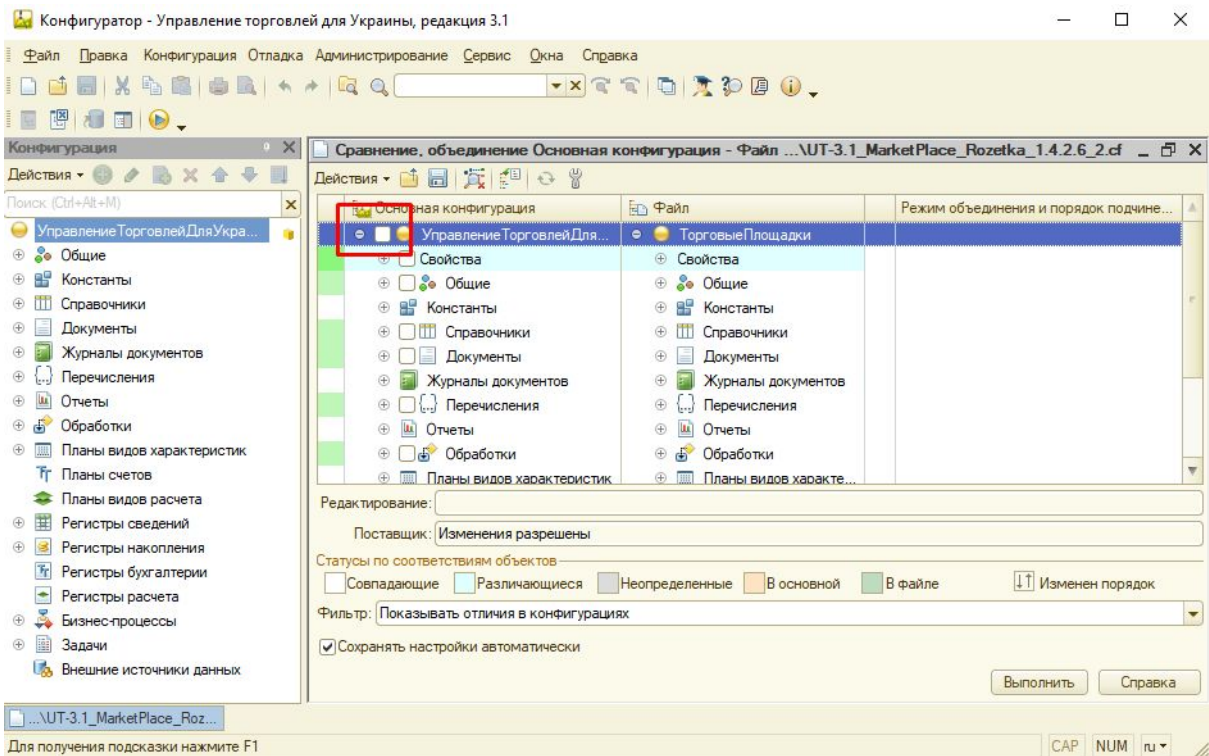 Конфигуратор - Управление торговлей для Украины, редакция 3.1
Файл Правка Конфигурация Отладка Администрирование Сервис Окна Справка
Конфигурация
Действия
Поиск (Ctrl+Alt+M)
УправлениеТорговлейДляУкра...
Общие
Константы
Справочники
Документы
Журналы документов
Перечисления
Отчеты
Обработки
Планы видов характеристик
Планы счетов
Планы видов расчета
Регистры сведений
Регистры накопления
Регистры бухгалтерии
Регистры расчета
Бизнес-процессы
Задачи
Внешние источники данных
Сравнение, объединение Основная конфигурация - Файл ...\UT-3.1_MarketPlace_Rozetka_1.4.2.6_2.cf
Действия
Основная конфигурация Файл Режим объединения и порядок подчине...
УправлениеТорговлейДля... ТорговыеПлощадки
Свойства Свойства
Общие Общие
Константы Константы
Справочники Справочники
Документы Документы
Журналы документов Журналы документов
Перечисления Перечисления
Отчеты Отчеты
Обработки Обработки
Планы видов характеристик Планы видов характе...
Редактирование:
Поставщик: Изменения разрешены
Статусы по соответствиям объектов
Совпадающие Различающиеся Неопределенные В основной В файле Изменен порядок
Фильтр: Показывать отличия в конфигурациях
Сохранять настройки автоматически
Выполнить Справка
...\UT-3.1_MarketPlace_Roz...
Для получения подсказки нажмите F1 CAP NUM ru